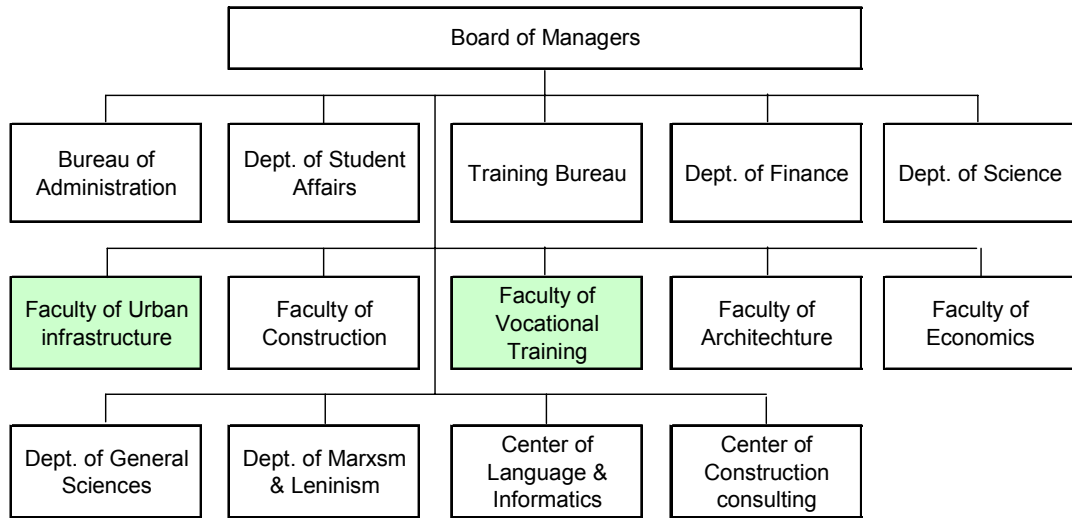 Board of Managers
Bureau of
Administration
Dept. of Student
Affairs
Training Bureau
Dept. of Finance
Dept. of Science
Faculty of Urban
infrastructure
Faculty of
Construction
Faculty of
Vocational
Training
Faculty of
Architechture
Faculty of
Economics
Dept. of General
Sciences
Dept. of Marxsm
& Leninism
Center of
Language &
Informatics
Center of
Construction
consulting